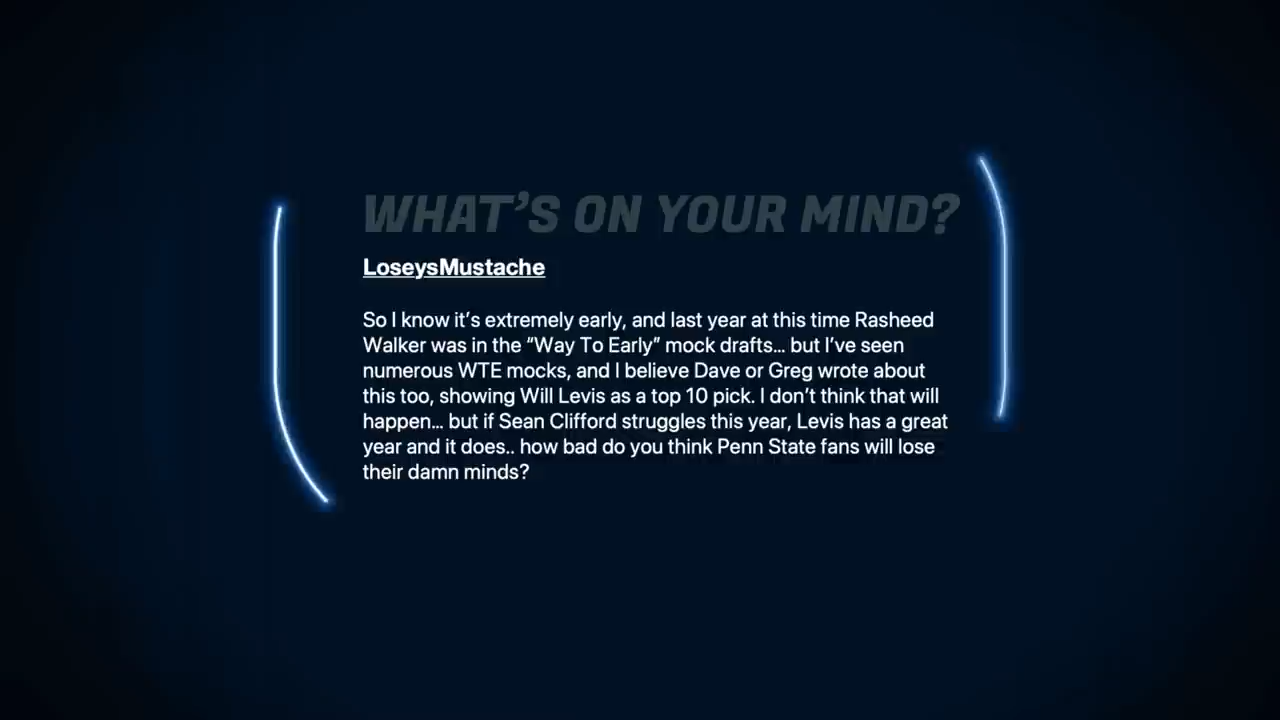 WHAT'S ON YOUR MIND?
LoseysMustache
So I know it's extremely early, and last year at this time Rasheed
Walker was in the “Way To Early” mock drafts... but I've seen
numerous WTE mocks, and I believe Dave or Greg wrote about
this too, showing Will Levis as a top 10 pick. I don't think that will
happen... but if Sean Clifford struggles this year, Levis has a great
year and it does.. how bad do you think Penn State fans will lose
their damn minds?